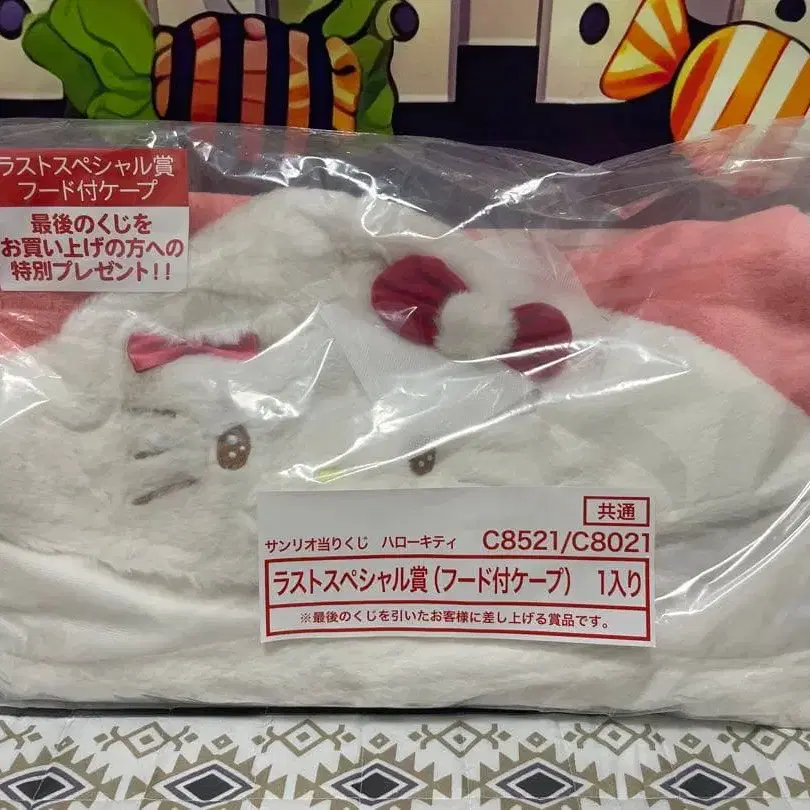 ラストスペシャル賞
フード付ケープ
最後のくじを
お買い上げの方への
特別プレゼント!!
共通
サンリオ当りくじ ハローキティ C8521/C8021
ラストスペシャル賞(フード付ケープ) 1入り
※最後のくじを引いたお客様に差し上げる賞品です。